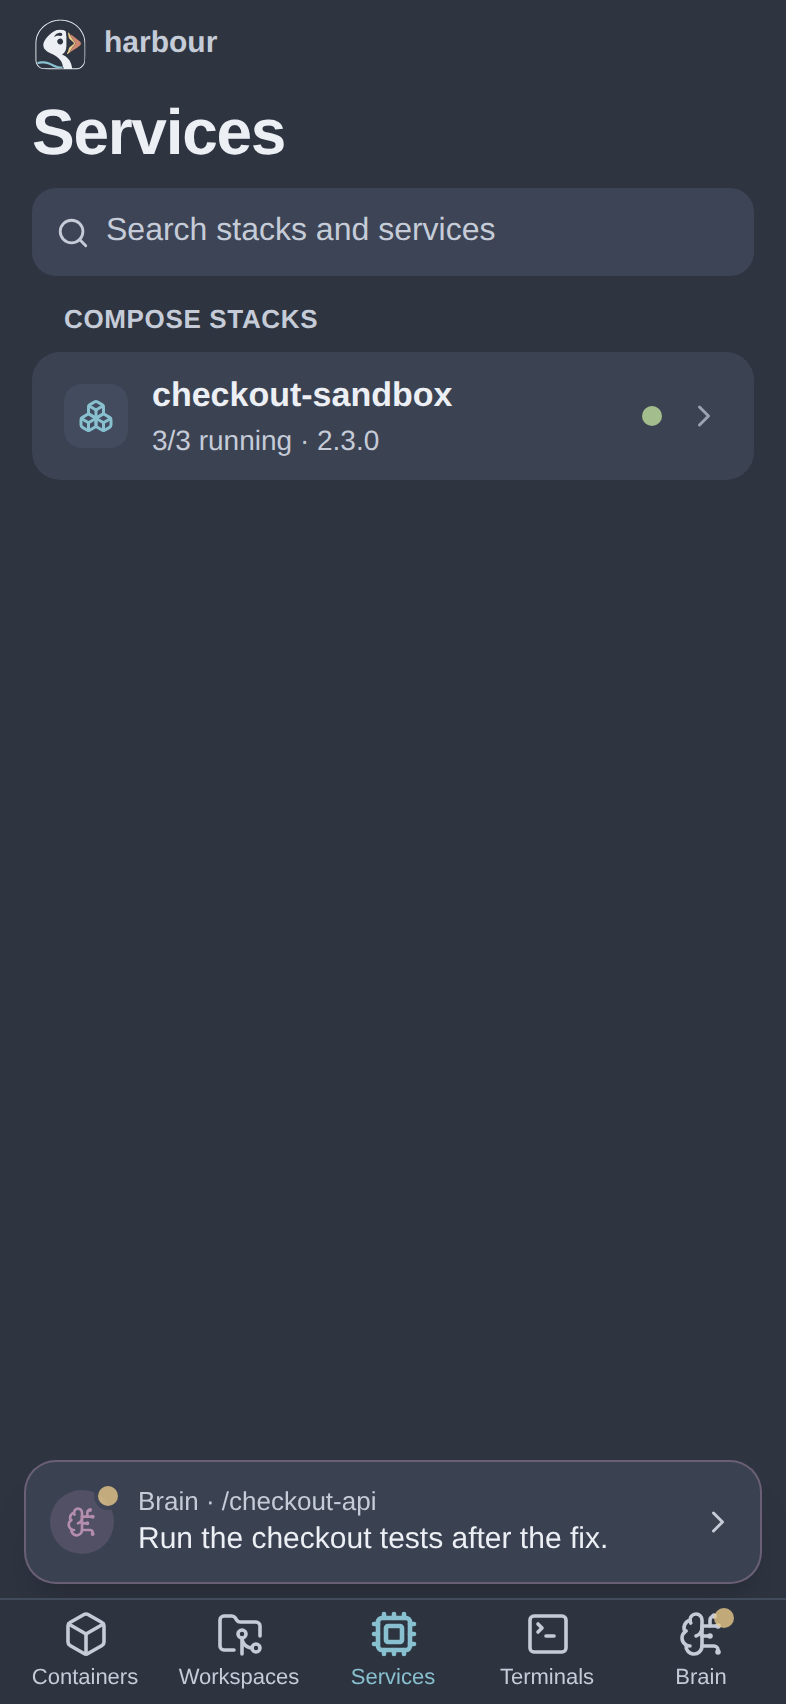 harbour
Services
Search stacks and services
COMPOSE STACKS
checkout-sandbox
3/3 running · 2.3.0
Brain · /checkout-api
Run the checkout tests after the fix.
Containers
Workspaces
Services
Terminals
Brain